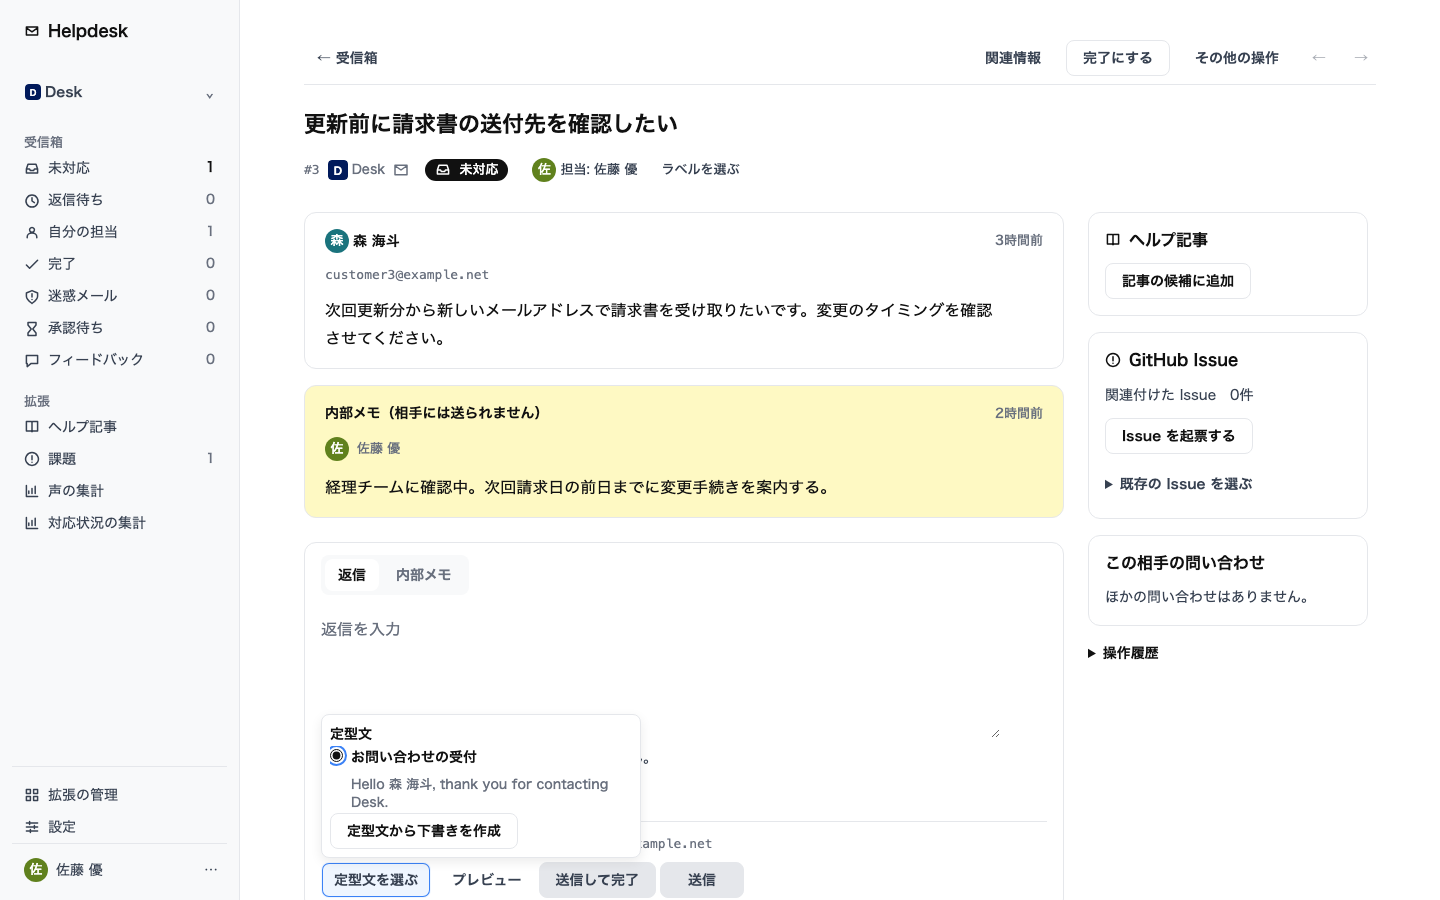 Helpdesk
D Desk
受信箱
未対応 1
返信待ち 0
自分の担当 1
完了 0
迷惑メール 0
承認待ち 0
フィードバック 0
拡張
ヘルプ記事
課題 1
声の集計
対応状況の集計
拡張の管理
設定
佐 佐藤 優 …
← 受信箱
関連情報 完了にする その他の操作 ← →
更新前に請求書の送付先を確認したい
#3 D Desk 未対応 佐 担当: 佐藤 優 ラベルを選ぶ
森 森 海斗 3時間前
customer3@example.net
次回更新分から新しいメールアドレスで請求書を受け取りたいです。変更のタイミングを確認
させてください。
内部メモ（相手には送られません） 2時間前
佐 佐藤 優
経理チームに確認中。次回請求日の前日までに変更手続きを案内する。
返信 内部メモ
返信を入力
定型文
お問い合わせの受付
Hello 森 海斗, thank you for contacting
Desk.
定型文から下書きを作成
。
ample.net
定型文を選ぶ プレビュー 送信して完了 送信
ヘルプ記事
記事の候補に追加
GitHub Issue
関連付けた Issue 0件
Issue を起票する
▶ 既存の Issue を選ぶ
この相手の問い合わせ
ほかの問い合わせはありません。
▶ 操作履歴